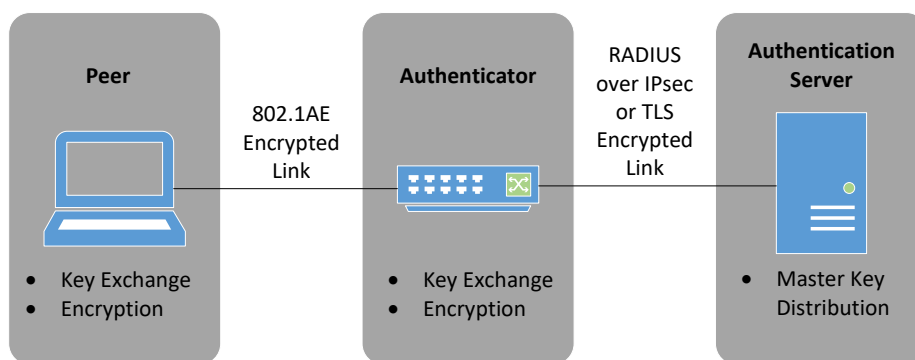 Peer
802.1AE
Encrypted
Link
Authenticator
RADIUS
over IPsec
or TLS
Encrypted
Link
Authentication
Server
• Key Exchange
• Encryption
• Key Exchange
• Encryption
• Master Key
Distribution